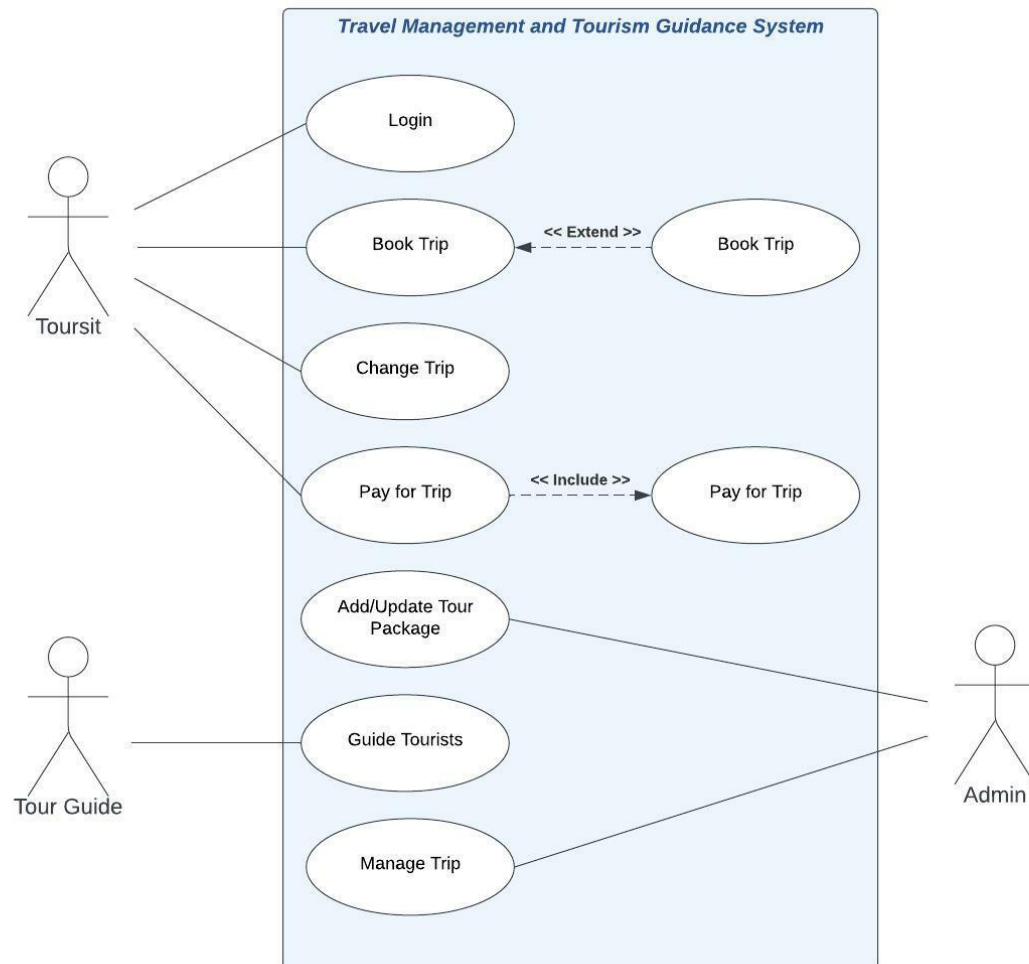 Travel Management and Tourism Guidance System
Login
Book Trip
<< Extend >>
Book Trip
Toursit
Change Trip
Pay for Trip
<< Include >>
Pay for Trip
Add/Update Tour
Package
Guide Tourists
Tour Guide
Admin
Manage Trip